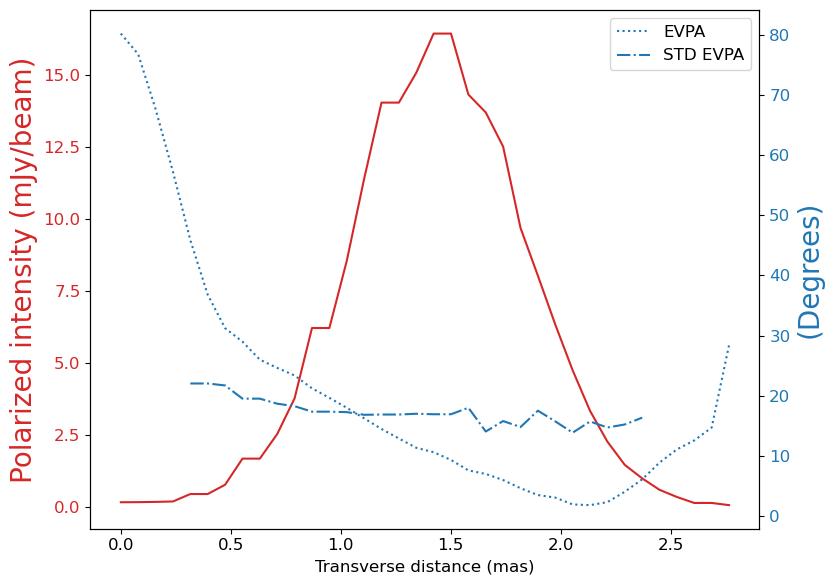 EVPA
STD EVPA
Polarized intensity (mJy/beam)
15.0
12.5
10.0
7.5
5.0
2.5
0.0
80
70
60
50
40
30
20
10
0
(Degrees)
0.0 0.5 1.0 1.5 2.0 2.5
Transverse distance (mas)